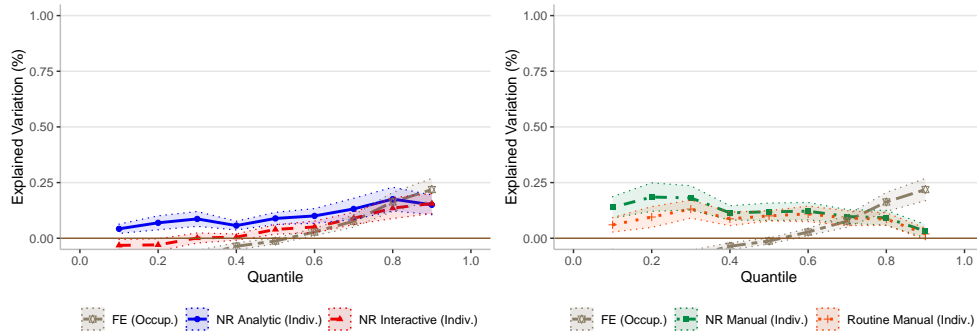 1.00
0.75
0.50
0.25
0.00
Explained Variation (%)
0.0 0.2 0.4 0.6 0.8 1.0
Quantile
FE (Occup.) NR Analytic (Indiv.) NR Interactive (Indiv.)
1.00
0.75
0.50
0.25
0.00
Explained Variation (%)
0.0 0.2 0.4 0.6 0.8 1.0
Quantile
FE (Occup.) NR Manual (Indiv.) Routine Manual (Indiv.)